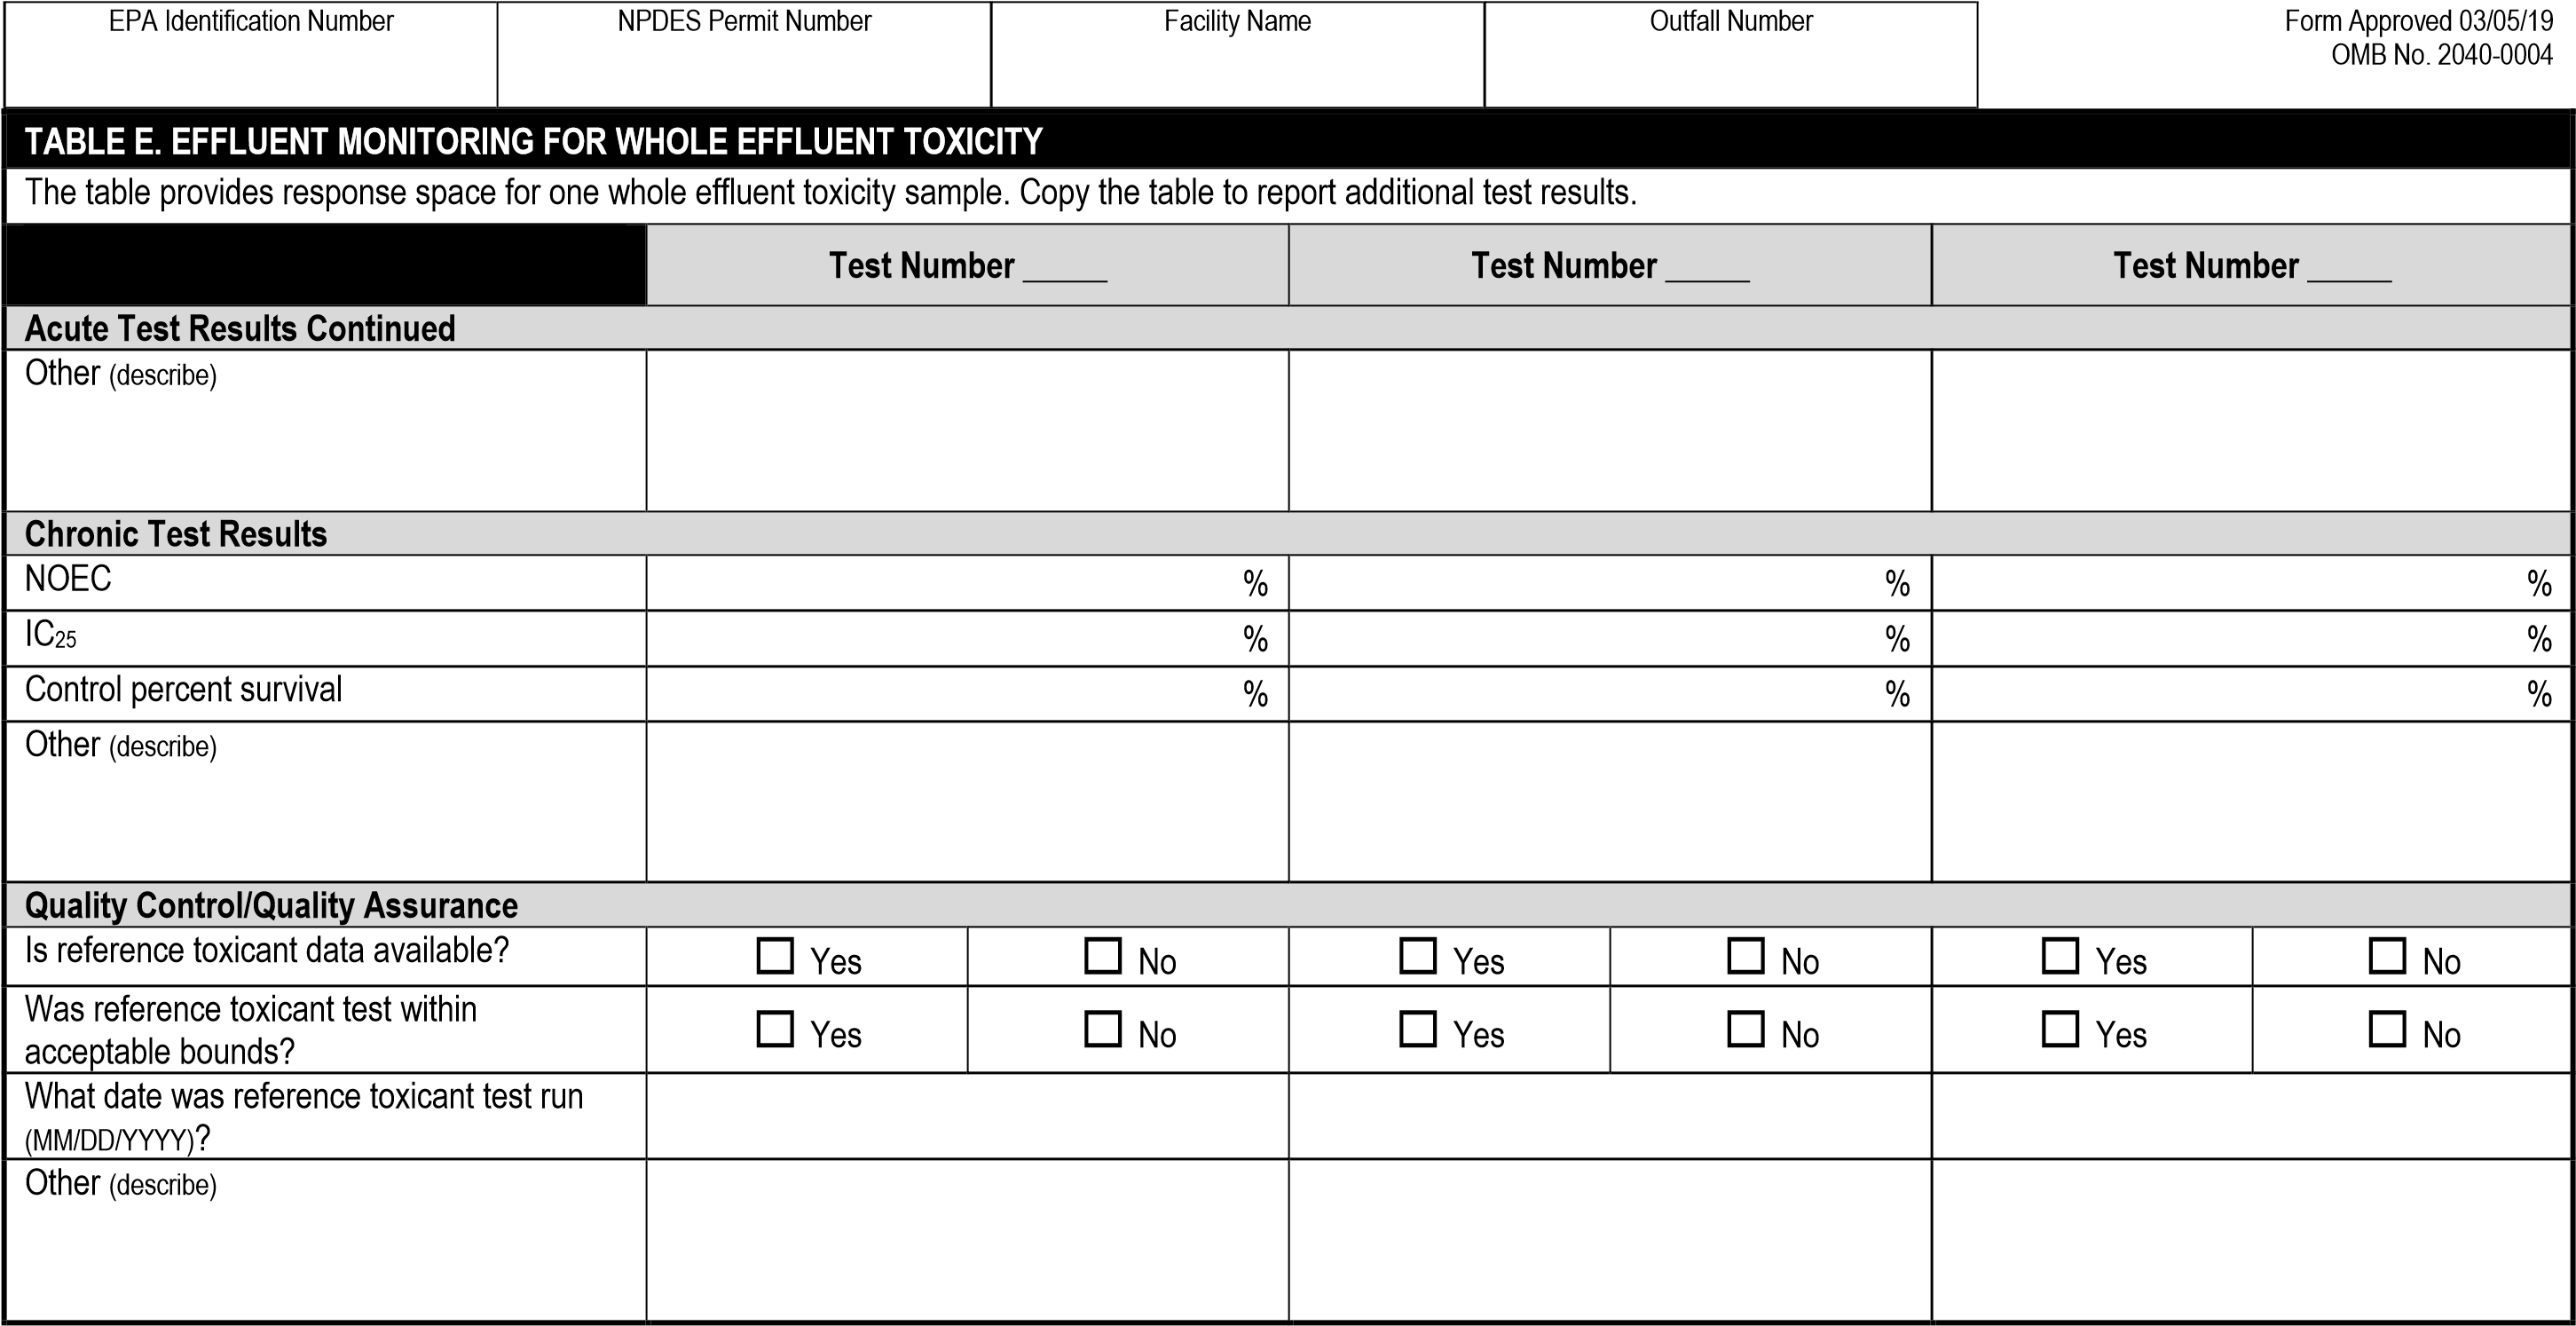 EPA Identification Number NPDES Permit Number Facility Name Outfall Number Form Approved 03/05/19
OMB No. 2040-0004
TABLE E. EFFLUENT MONITORING FOR WHOLE EFFLUENT TOXICITY
The table provides response space for one whole effluent toxicity sample. Copy the table to report additional test results.
Test Number _____ Test Number _____ Test Number _____
Acute Test Results Continued
Other (describe)
Chronic Test Results
NOEC % % %
IC25 % % %
Control percent survival % % %
Other (describe)
Quality Control/Quality Assurance
Is reference toxicant data available? ☐ Yes ☐ No ☐ Yes ☐ No ☐ Yes ☐ No
Was reference toxicant test within
acceptable bounds? ☐ Yes ☐ No ☐ Yes ☐ No ☐ Yes ☐ No
What date was reference toxicant test run
(MM/DD/YYYY)?
Other (describe)